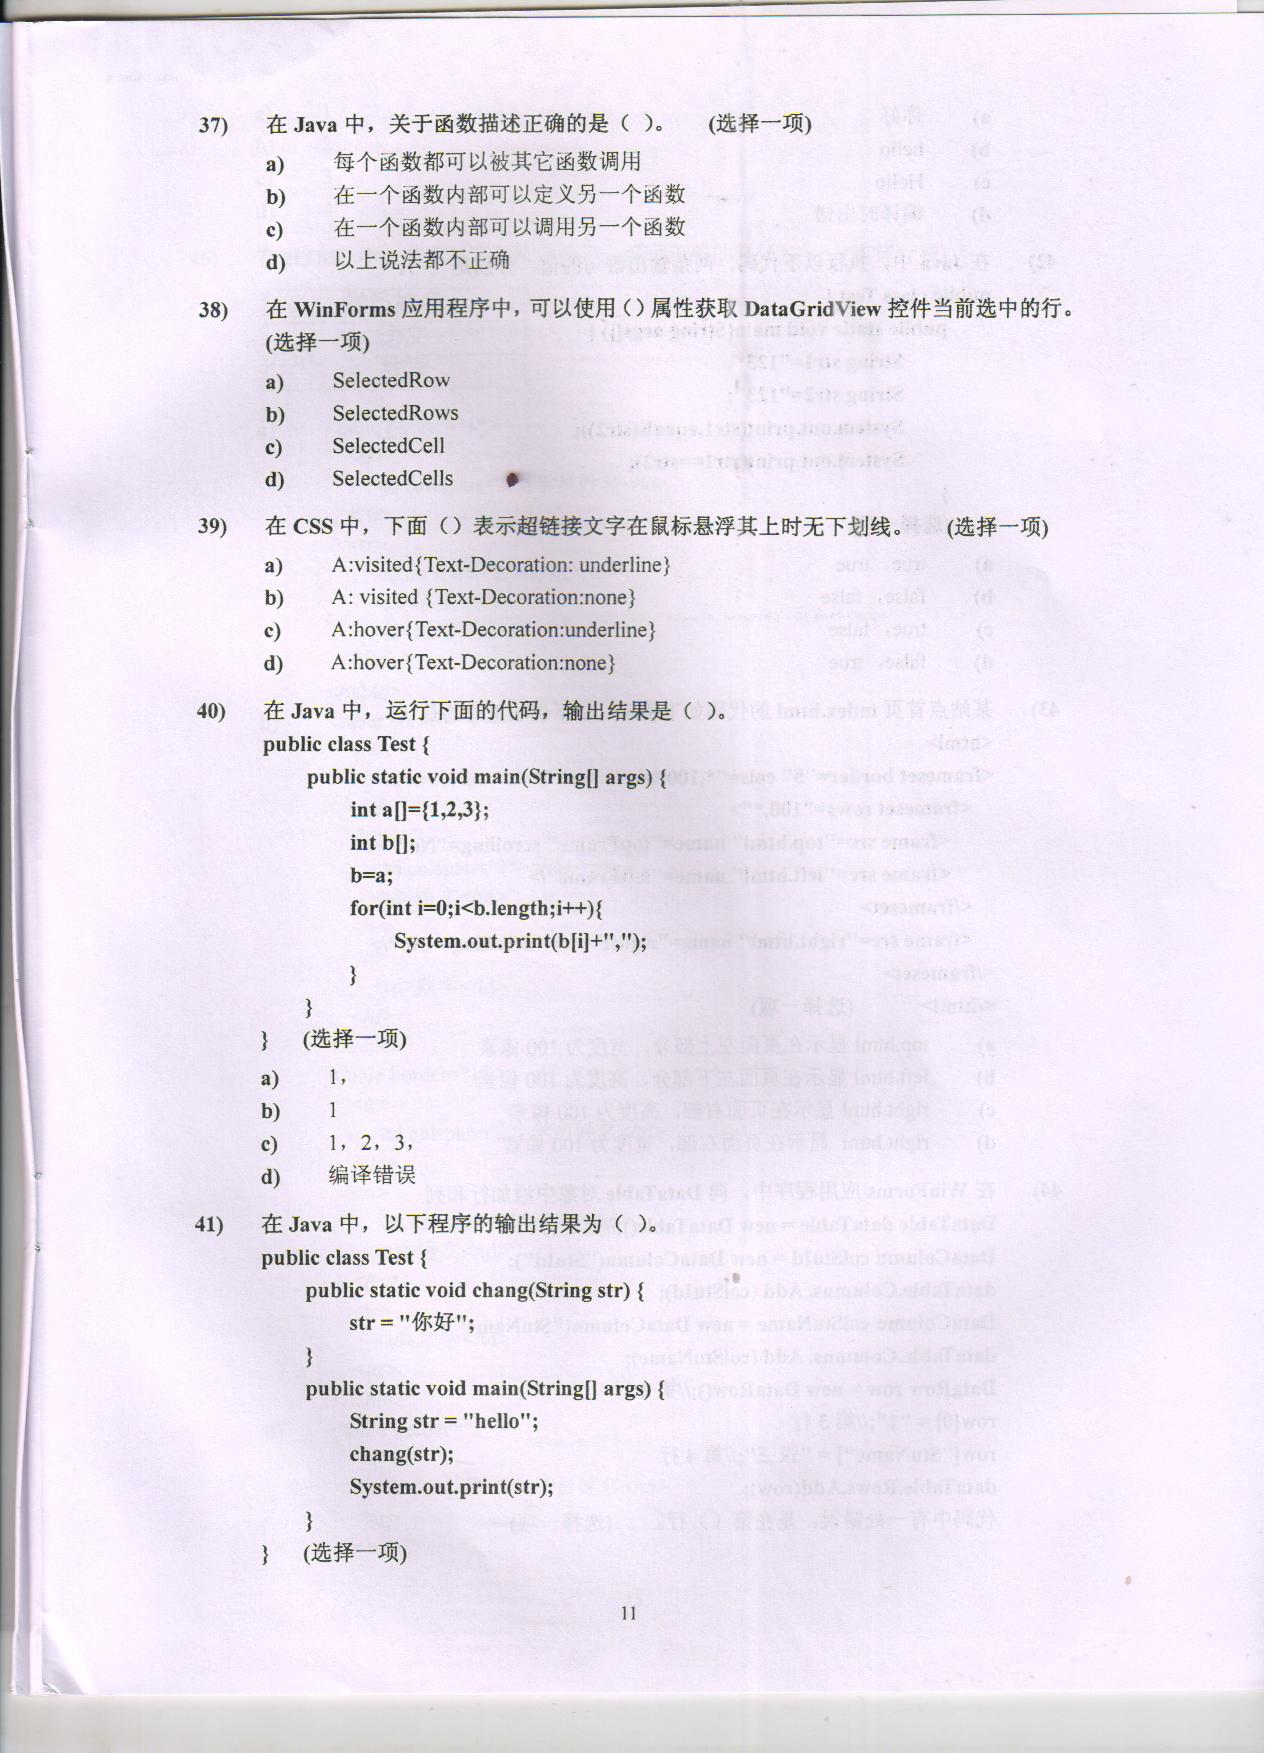 37) 在 Java 中，关于函数描述正确的是（ ）。 (选择一项)
a) 每个函数都可以被其它函数调用
b) 在一个函数内部可以定义另一个函数
c) 在一个函数内部可以调用另一个函数
d) 以上说法都不正确
38) 在 WinForms 应用程序中，可以使用（）属性获取 DataGridView 控件当前选中的行。
(选择一项)
a) SelectedRow
b) SelectedRows
c) SelectedCell
d) SelectedCells
39) 在 CSS 中，下面（）表示超链接文字在鼠标悬浮其上时无下划线。 (选择一项)
a) A:visited{Text-Decoration: underline}
b) A: visited {Text-Decoration:none}
c) A:hover{Text-Decoration:underline}
d) A:hover{Text-Decoration:none}
40) 在 Java 中，运行下面的代码，输出结果是（ ）。
public class Test {
public static void main(String[] args) {
int a[]={1,2,3};
int b[];
b=a;
for(int i=0;i<b.length;i++){
System.out.print(b[i]+",");
}
}
} (选择一项)
a) 1，
b) 1
c) 1，2，3，
d) 编译错误
41) 在 Java 中，以下程序的输出结果为（ ）。
public class Test {
public static void chang(String str) {
str = "你好";
}
public static void main(String[] args) {
String str = "hello";
chang(str);
System.out.print(str);
}
} (选择一项)
11